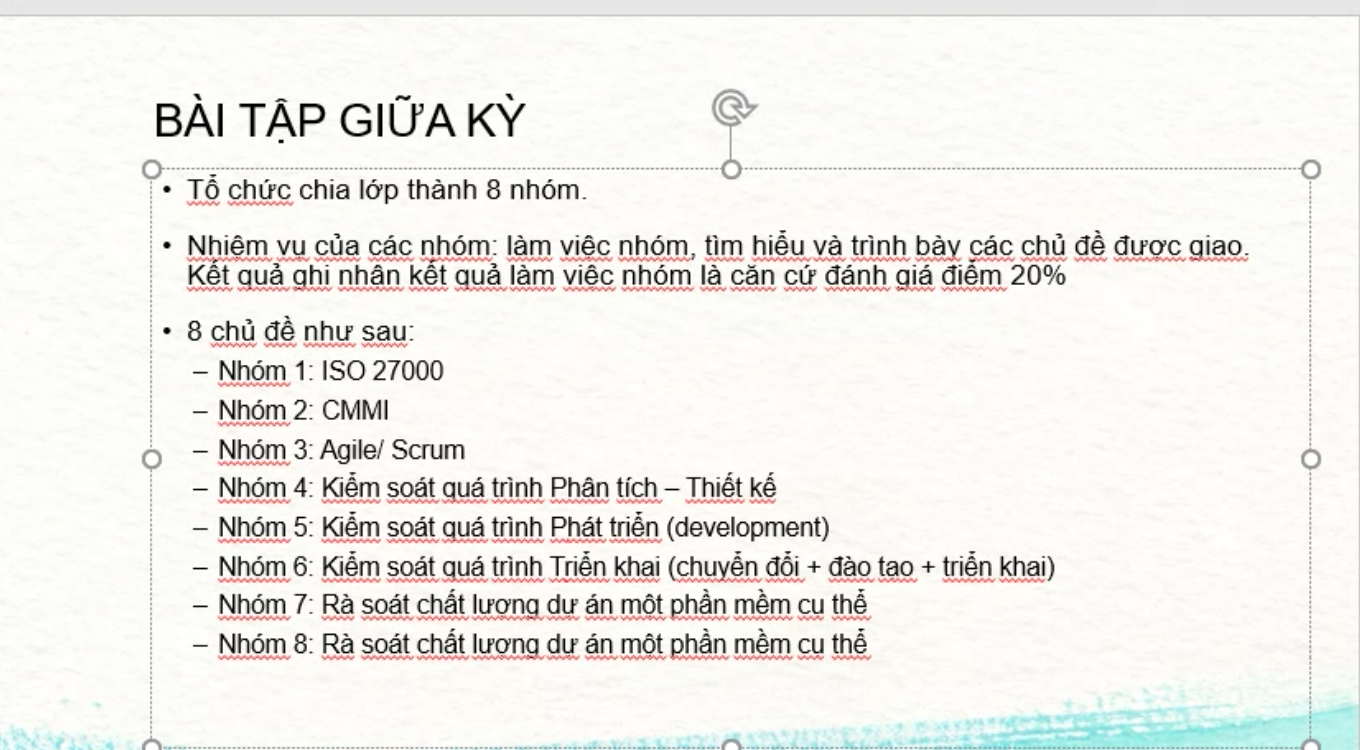 BÀI TẬP GIỮA KỲ
• Tổ chức chia lớp thành 8 nhóm.
• Nhiệm vụ của các nhóm: làm việc nhóm, tìm hiểu và trình bày các chủ đề được giao.
Kết quả ghi nhân kết quả làm việc nhóm là căn cứ đánh giá điểm 20%
• 8 chủ đề như sau:
– Nhóm 1: ISO 27000
– Nhóm 2: CMMI
– Nhóm 3: Agile/ Scrum
– Nhóm 4: Kiểm soát quá trình Phân tích – Thiết kế
– Nhóm 5: Kiểm soát quá trình Phát triển (development)
– Nhóm 6: Kiểm soát quá trình Triển khai (chuyển đổi + đào tạo + triển khai)
– Nhóm 7: Rà soát chất lượng dự án một phần mềm cụ thể
– Nhóm 8: Rà soát chất lượng dự án một phần mềm cụ thể